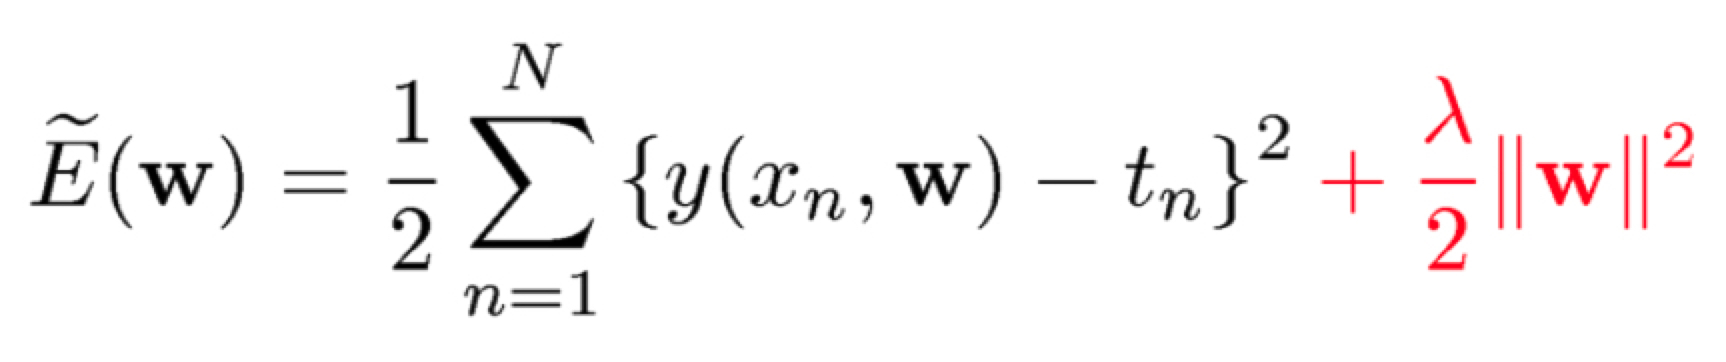 Ẽ(w) = 1/2 ∑_{n=1}^{N} {y(x_n, w) − t_n}² + λ/2 ‖w‖²